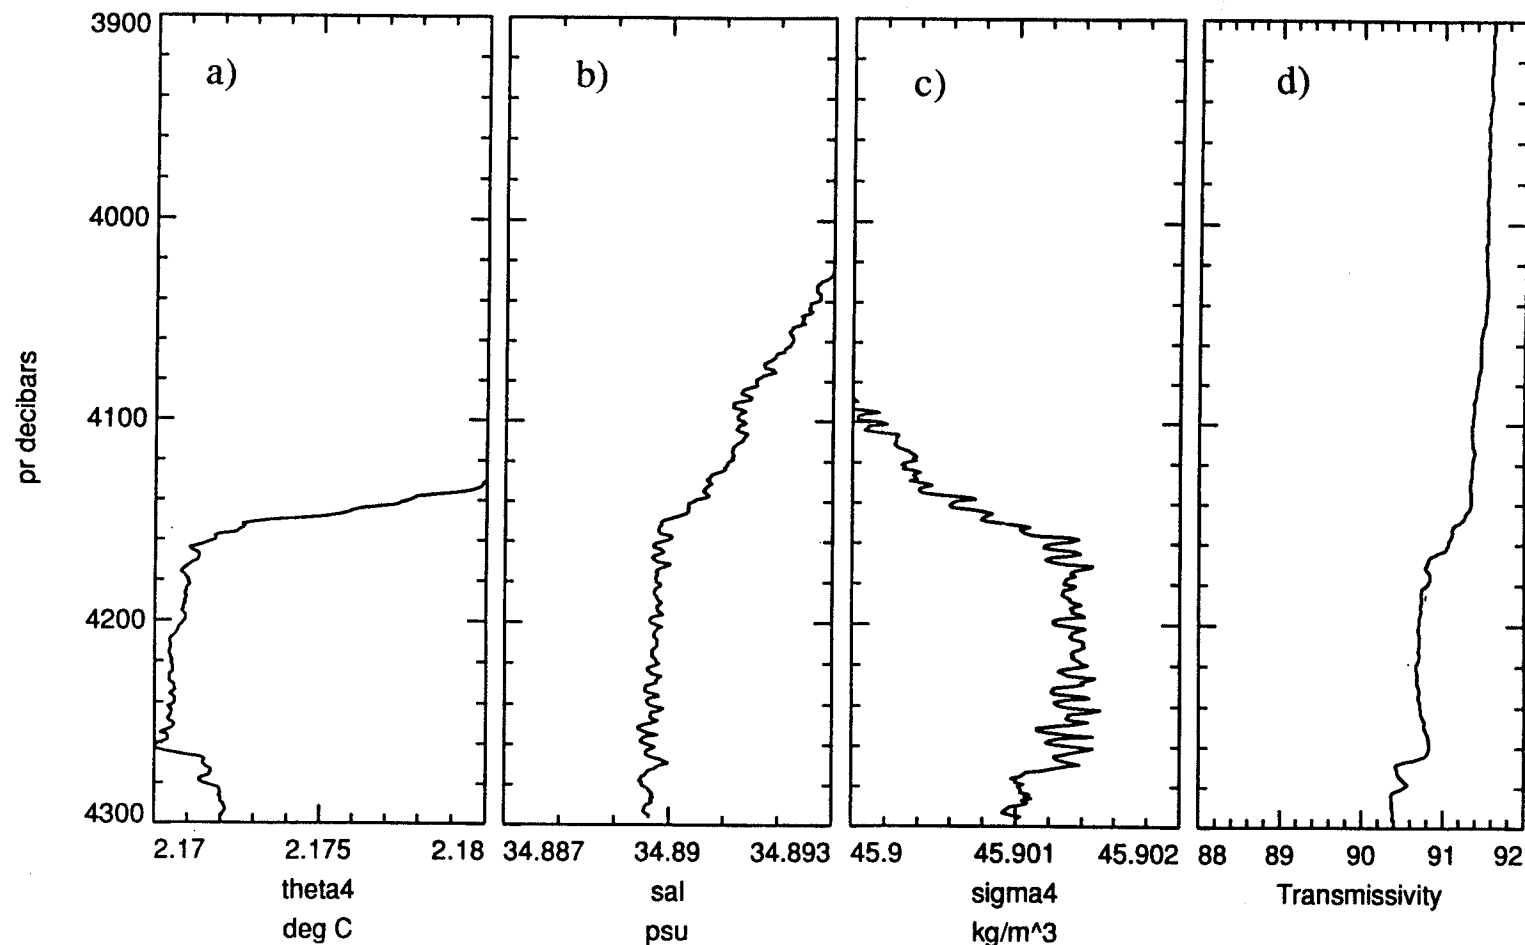 a) b) c) d)
3900
4000
4100
4200
4300
pr decibars
2.17 2.175 2.18 34.887 34.89 34.893 45.9 45.901 45.902 88 89 90 91 92
theta4 sal sigma4 Transmissivity
deg C psu kg/m^3